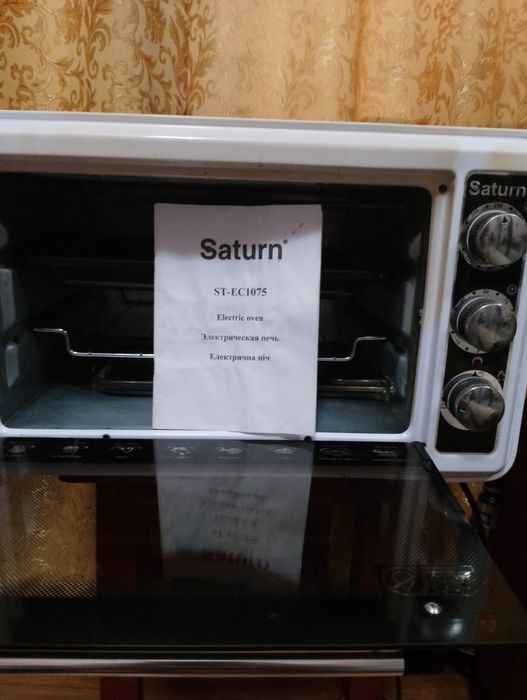 Saturn
ST-EC1075
Electric oven
Электрическая печь
Електрична піч
Saturn